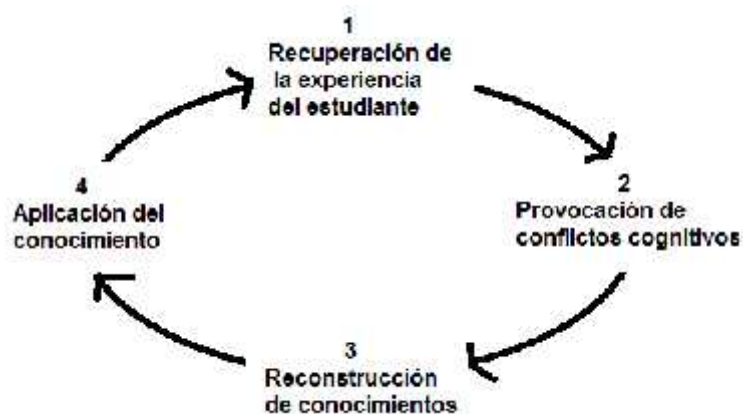 1
Recuperación de
la experiencia
del estudiante
2
Provocación de
conflictos cognitivos
3
Reconstrucción
de conocimientos
4
Aplicación del
conocimiento